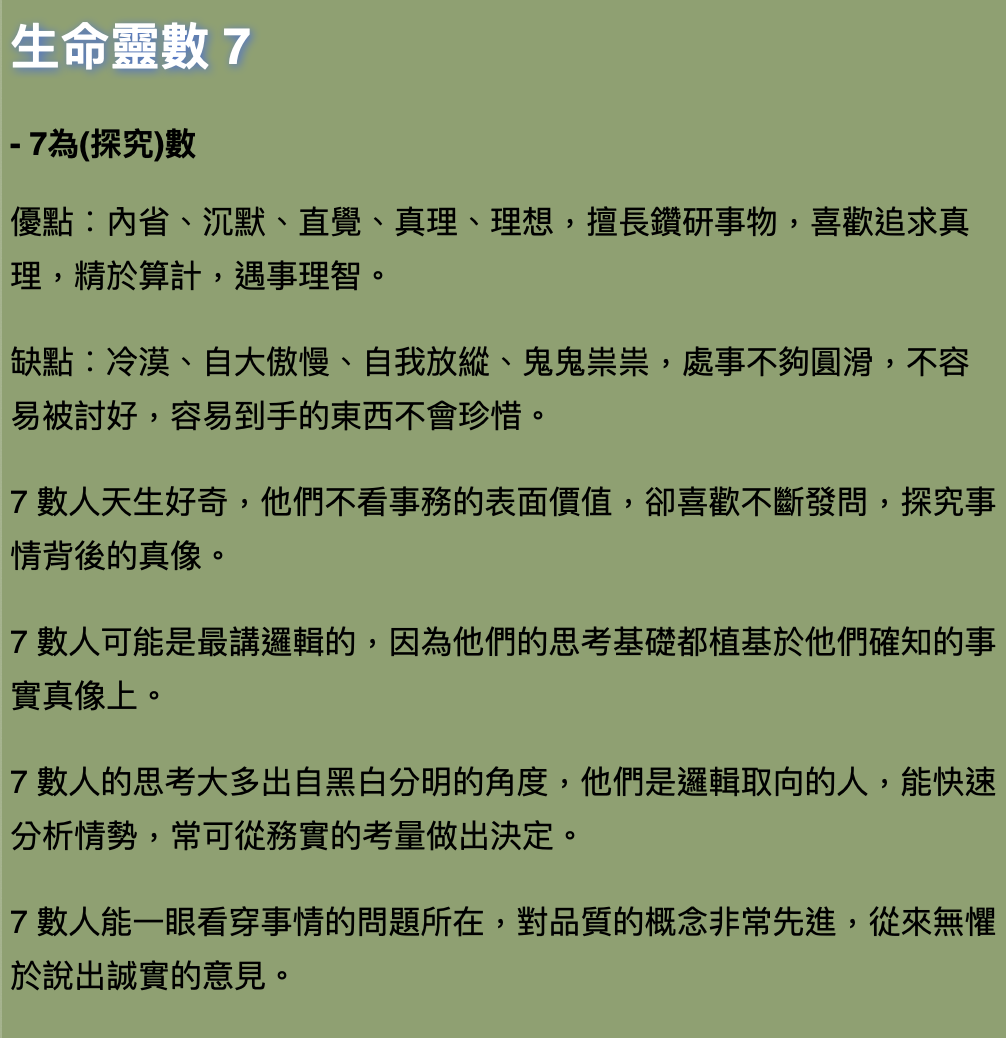 生命靈數 7
- 7為(探究)數
優點：內省、沉默、直覺、真理、理想，擅長鑽研事物，喜歡追求真
理，精於算計，遇事理智。
缺點：冷漠、自大傲慢、自我放縱、鬼鬼祟祟，處事不夠圓滑，不容
易被討好，容易到手的東西不會珍惜。
7 數人天生好奇，他們不看事務的表面價值，卻喜歡不斷發問，探究事
情背後的真像。
7 數人可能是最講邏輯的，因為他們的思考基礎都植基於他們確知的事
實真像上。
7 數人的思考大多出自黑白分明的角度，他們是邏輯取向的人，能快速
分析情勢，常可從務實的考量做出決定。
7 數人能一眼看穿事情的問題所在，對品質的概念非常先進，從來無懼
於說出誠實的意見。